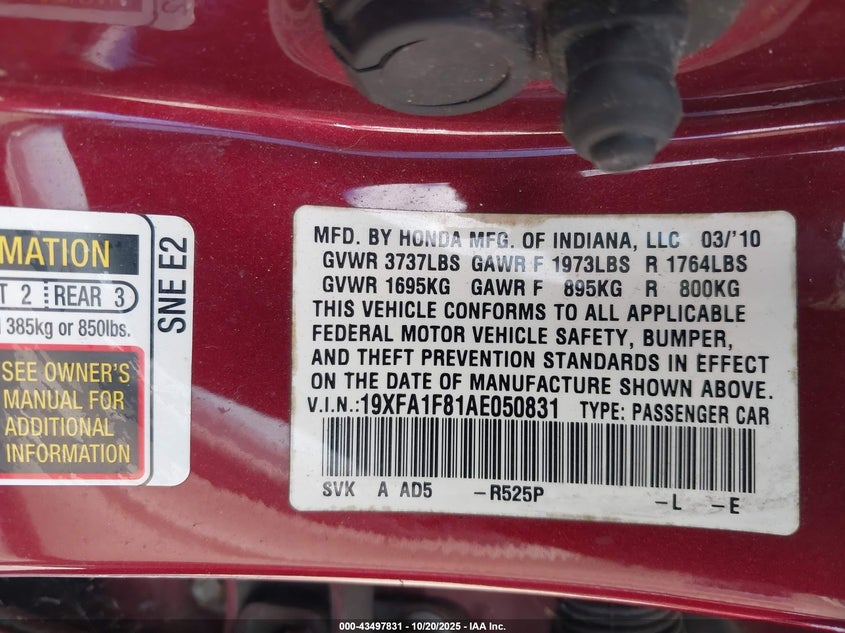 MFD. BY HONDA MFG. OF INDIANA, LLC 03/'10
GVWR 3737LBS GAWR F 1973LBS R 1764LBS
GVWR 1695KG GAWR F 895KG R 800KG
THIS VEHICLE CONFORMS TO ALL APPLICABLE
FEDERAL MOTOR VEHICLE SAFETY, BUMPER,
AND THEFT PREVENTION STANDARDS IN EFFECT
ON THE DATE OF MANUFACTURE SHOWN ABOVE.
V.I.N.:19XFA1F81AE050831 TYPE: PASSENGER CAR
SVK A AD5 -R525P -L -E
MATION
T 2 REAR 3
385kg or 850lbs.
SEE OWNER'S
MANUAL FOR
ADDITIONAL
INFORMATION
SNE E2
000-43497831 - 10/20/2025 - IAA Inc.